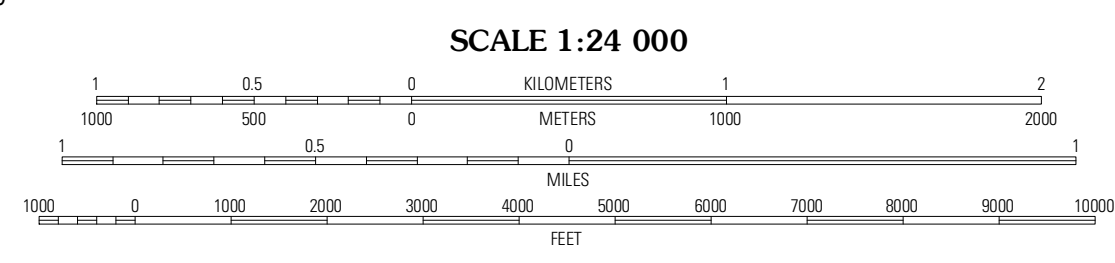 SCALE 1:24 000
1 0.5 0 KILOMETERS 1 2
1000 500 0 METERS 1000 2000
1 0.5 0 1
MILES
1000 0 1000 2000 3000 4000 5000 6000 7000 8000 9000 10000
FEET